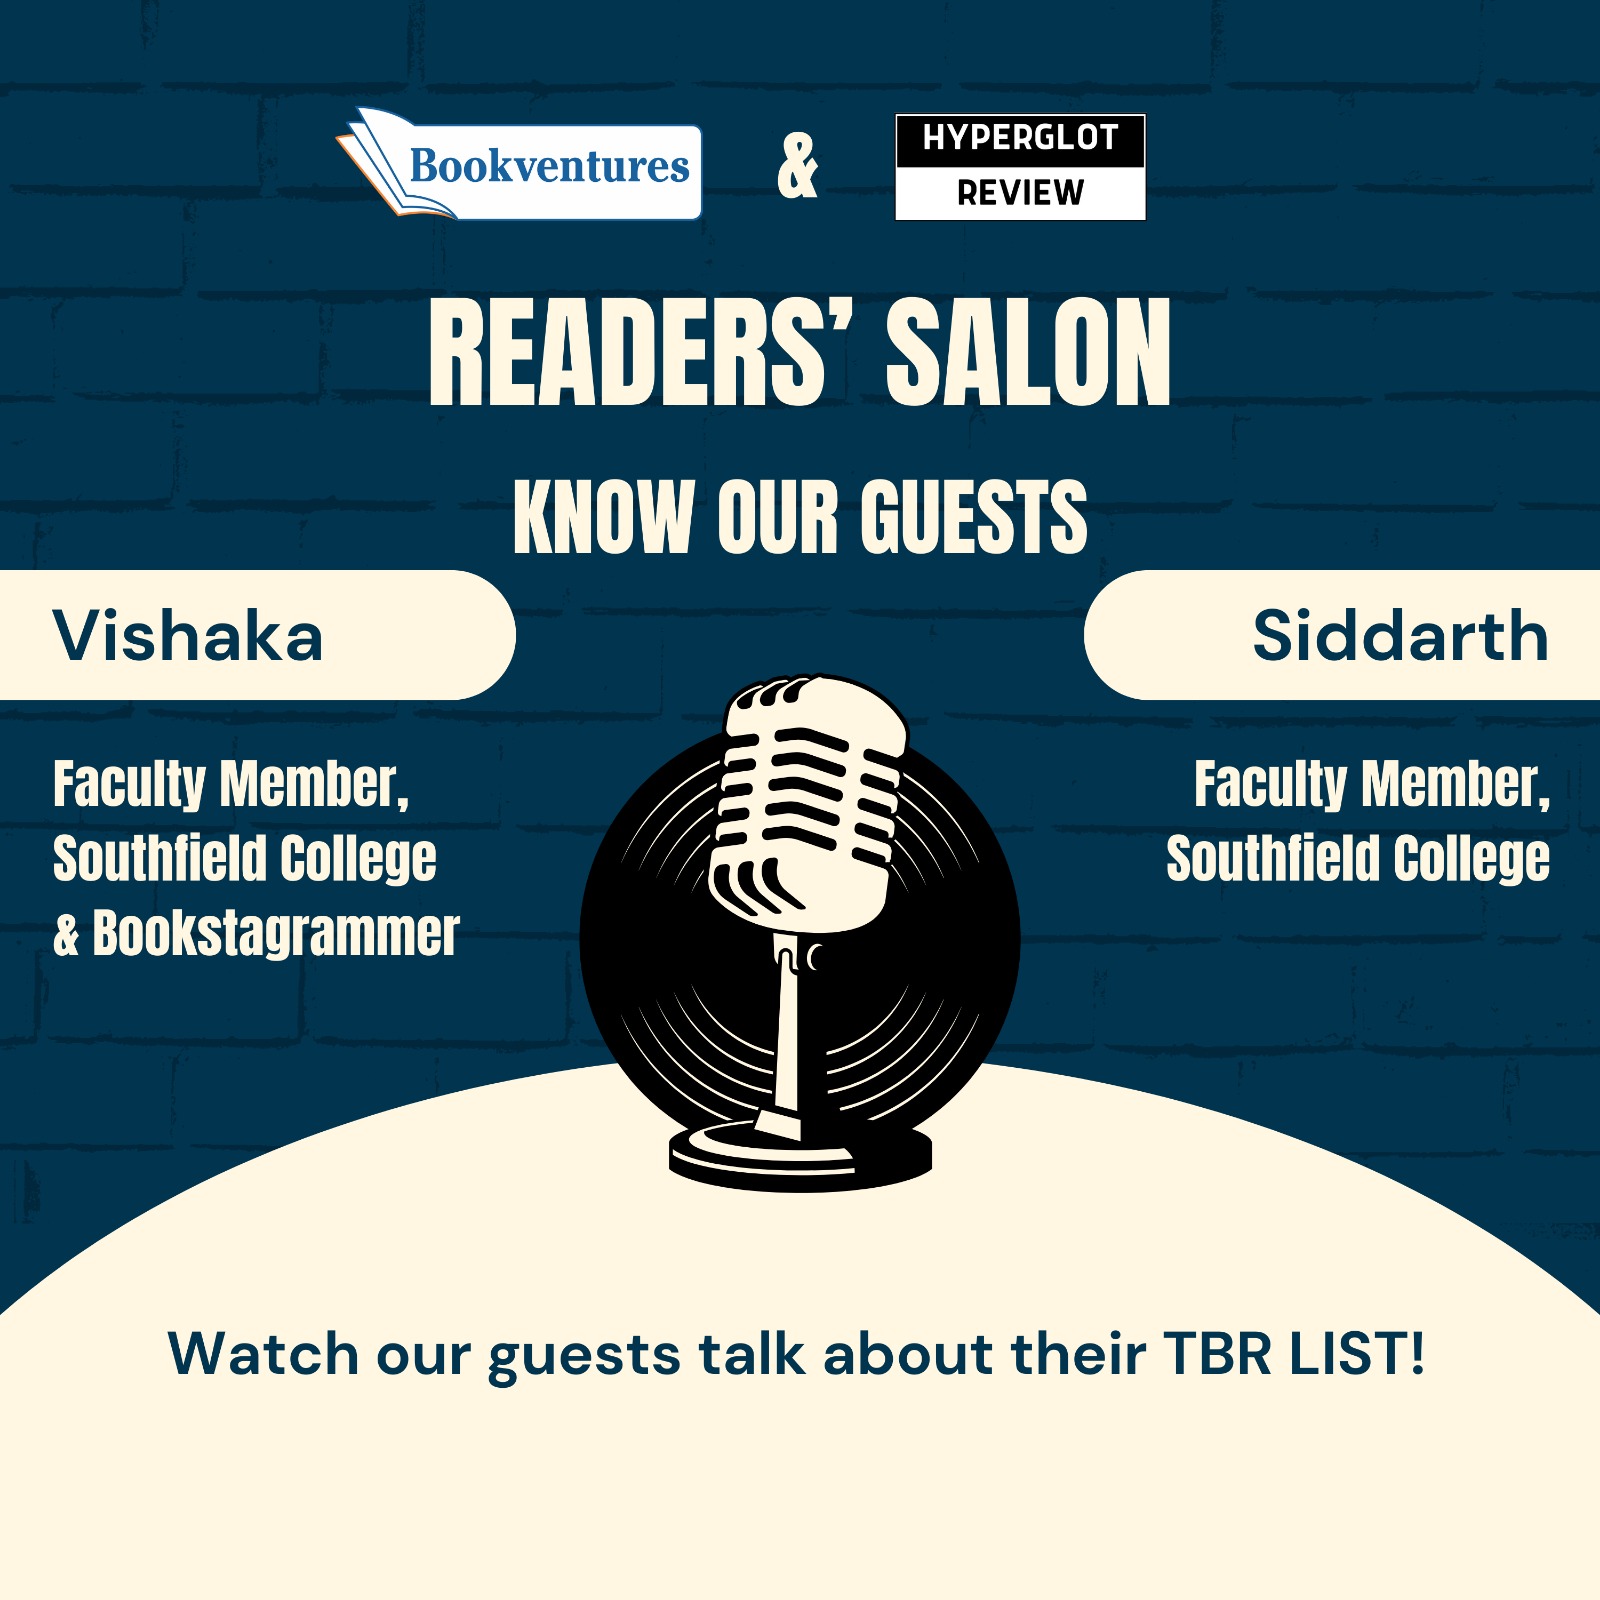 Bookventures
&
HYPERGLOT
REVIEW
READERS’ SALON
KNOW OUR GUESTS
Vishaka
Faculty Member,
Southfield College
& Bookstagrammer
Siddarth
Faculty Member,
Southfield College
Watch our guests talk about their TBR LIST!